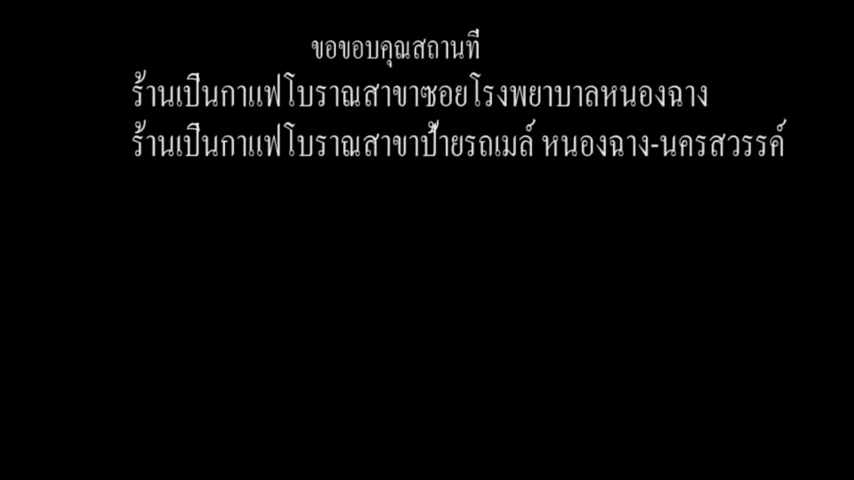 ขอขอบคุณสถานที่
ร้านเป็นกาแฟโบราณสาขาซอยโรงพยาบาลหนองฉาง
ร้านเป็นกาแฟโบราณสาขาป้ายรถเมล์ หนองฉาง-นครสวรรค์